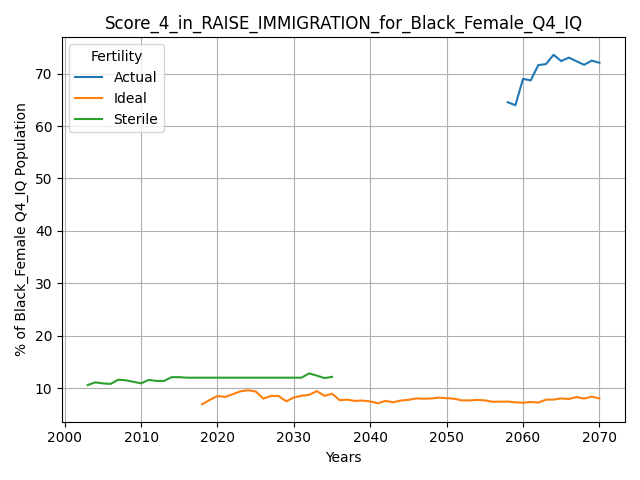 Score_4_in_RAISE_IMMIGRATION_for_Black_Female_Q4_IQ
Fertility
Actual
Ideal
Sterile
% of Black_Female Q4_IQ Population
70
60
50
40
30
20
10
2000 2010 2020 2030 2040 2050 2060 2070
Years